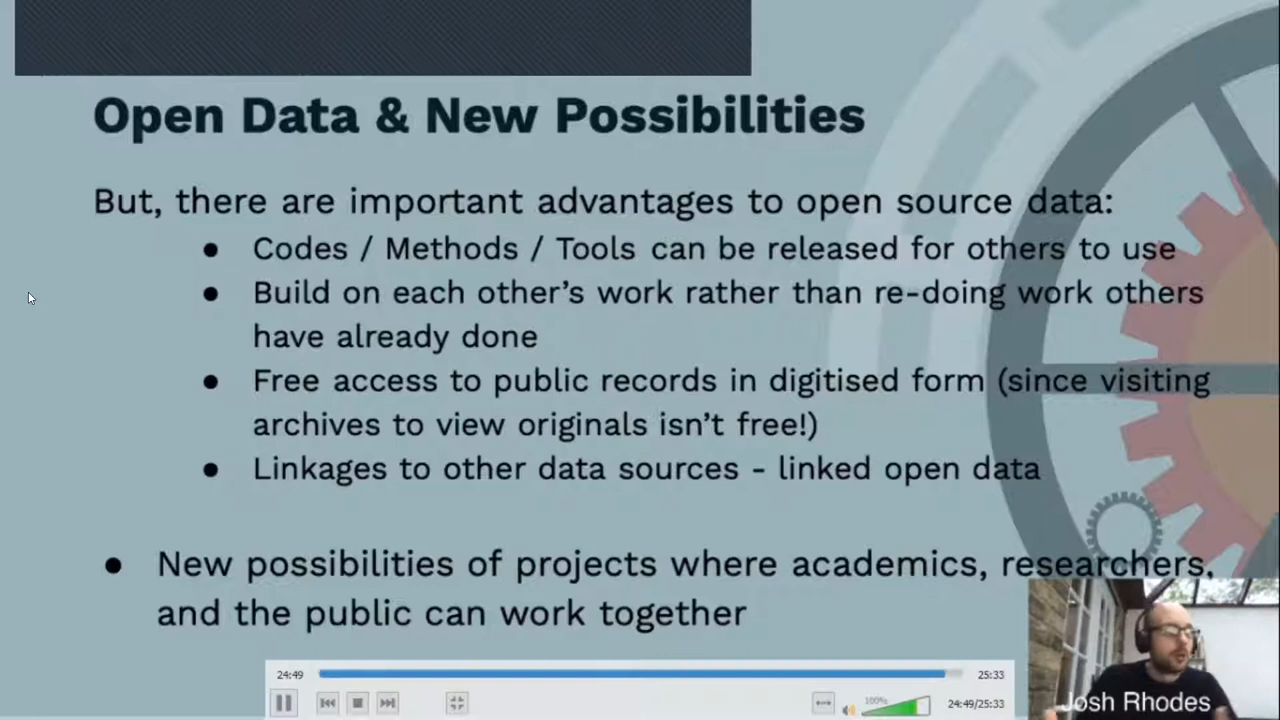 Open Data & New Possibilities
But, there are important advantages to open source data:
● Codes / Methods / Tools can be released for others to use
● Build on each other’s work rather than re-doing work others
have already done
● Free access to public records in digitised form (since visiting
archives to view originals isn’t free!)
● Linkages to other data sources - linked open data
● New possibilities of projects where academics, researchers,
and the public can work together
24:49
25:33
100%
24:49/25:33
Josh Rhodes